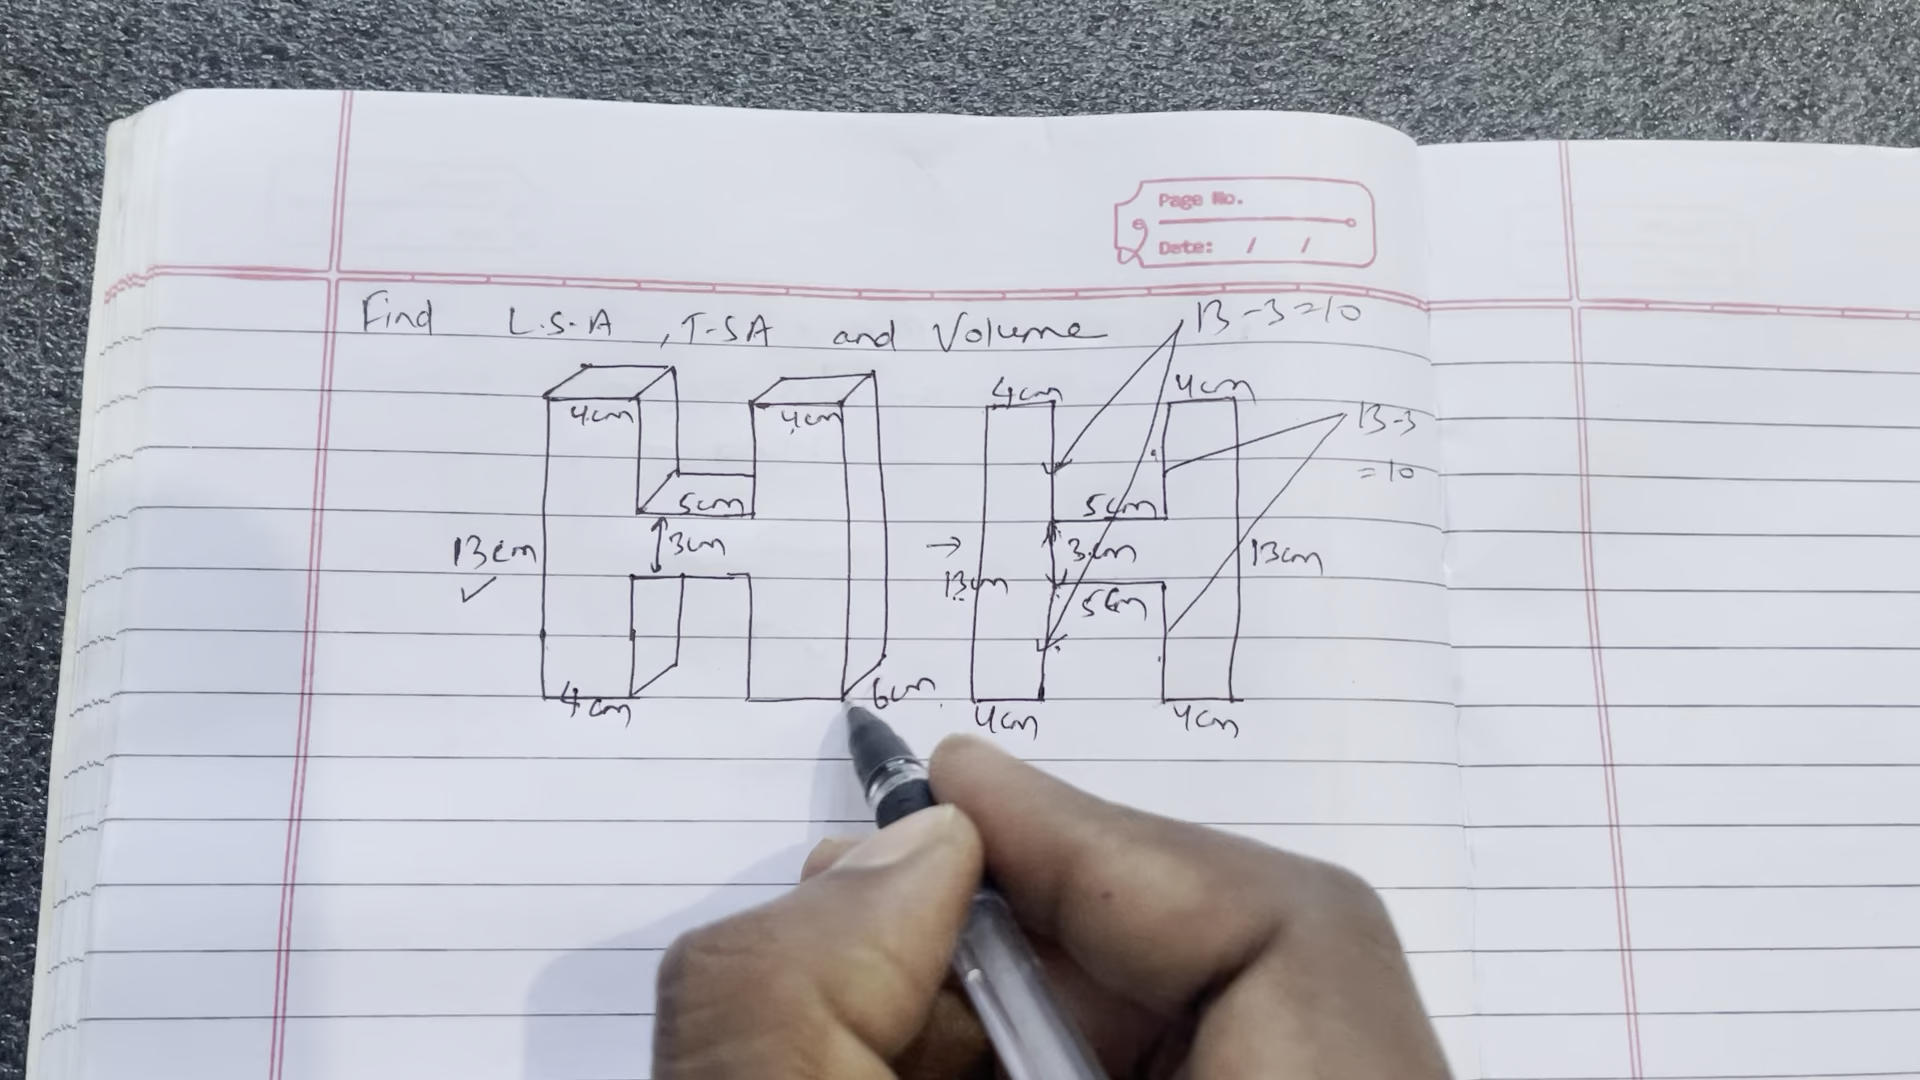 Page No.
Date: / /
Find L.S.A , T-SA and Volume
13-3=10
4cm 4cm 4cm 4cm
13-3
=10
5cm 5cm
13cm 3cm → 3cm 13cm
13cm 5cm
4cm 6cm 4cm 4cm